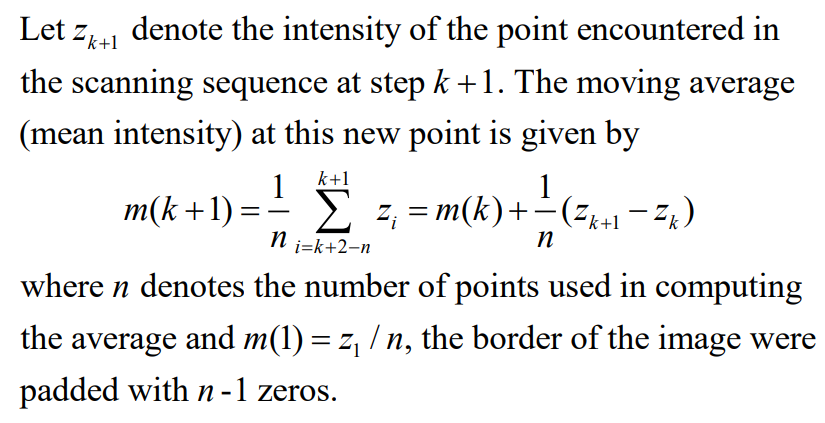 Let z_{k+1} denote the intensity of the point encountered in
the scanning sequence at step k +1. The moving average
(mean intensity) at this new point is given by
m(k+1) = \frac{1}{n} \sum_{i=k+2-n}^{k+1} z_i = m(k) + \frac{1}{n}(z_{k+1} - z_k)
where n denotes the number of points used in computing
the average and m(1) = z_1 / n, the border of the image were
padded with n -1 zeros.